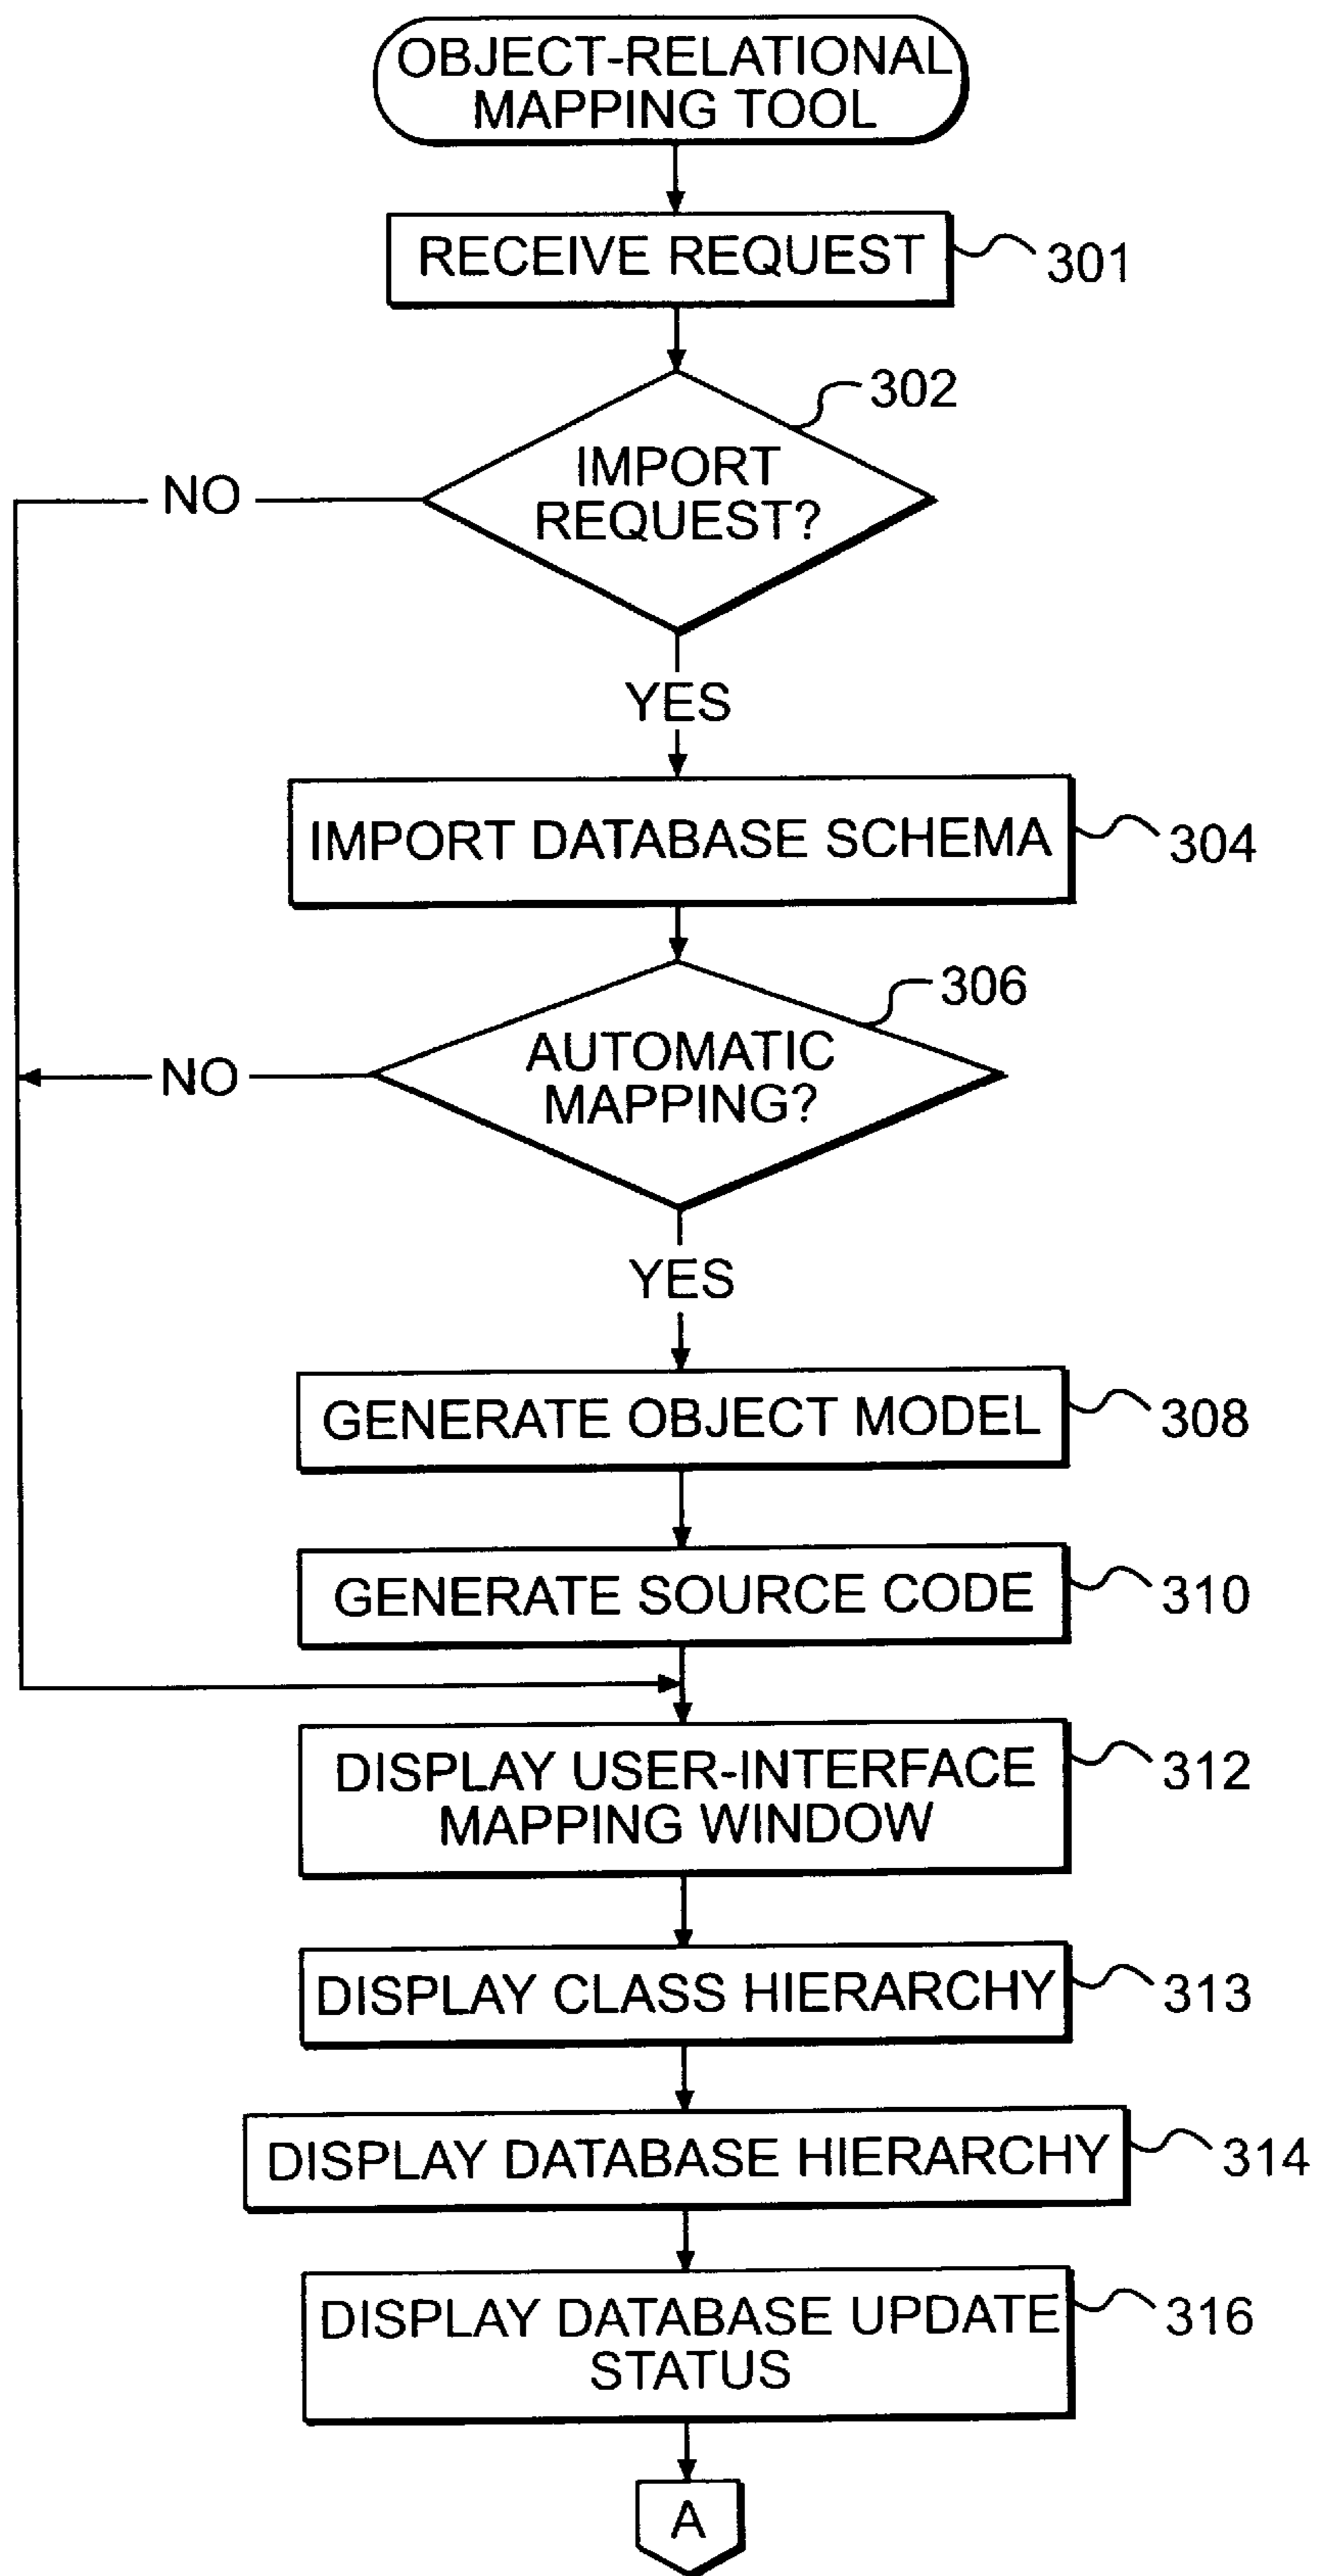 OBJECT-RELATIONAL
MAPPING TOOL
RECEIVE REQUEST
301
302
IMPORT
REQUEST?
NO
YES
IMPORT DATABASE SCHEMA
304
306
AUTOMATIC
MAPPING?
NO
YES
GENERATE OBJECT MODEL
308
GENERATE SOURCE CODE
310
DISPLAY USER-INTERFACE
MAPPING WINDOW
312
DISPLAY CLASS HIERARCHY
313
DISPLAY DATABASE HIERARCHY
314
DISPLAY DATABASE UPDATE
STATUS
316
A